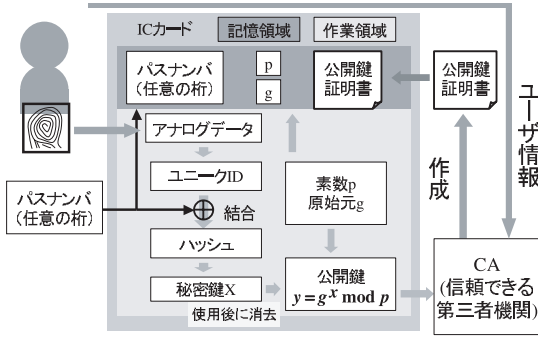 ICカード
記憶領域
作業領域
パスナンバ
(任意の桁)
p
g
公開鍵
証明書
公開鍵
証明書
アナログデータ
ユニークID
パスナンバ
(任意の桁)
結合
素数p
原始元g
ハッシュ
秘密鍵X
使用後に消去
公開鍵
y=g^x mod p
作成
ユーザ情報
CA
(信頼できる
第三者機関)